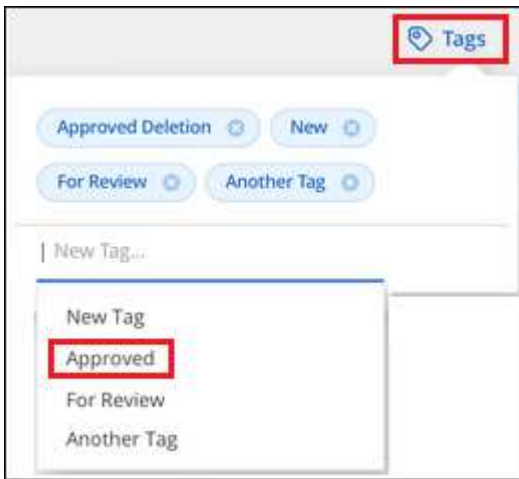 Tags
Approved Deletion New
For Review Another Tag
New Tag...
New Tag
Approved
For Review
Another Tag